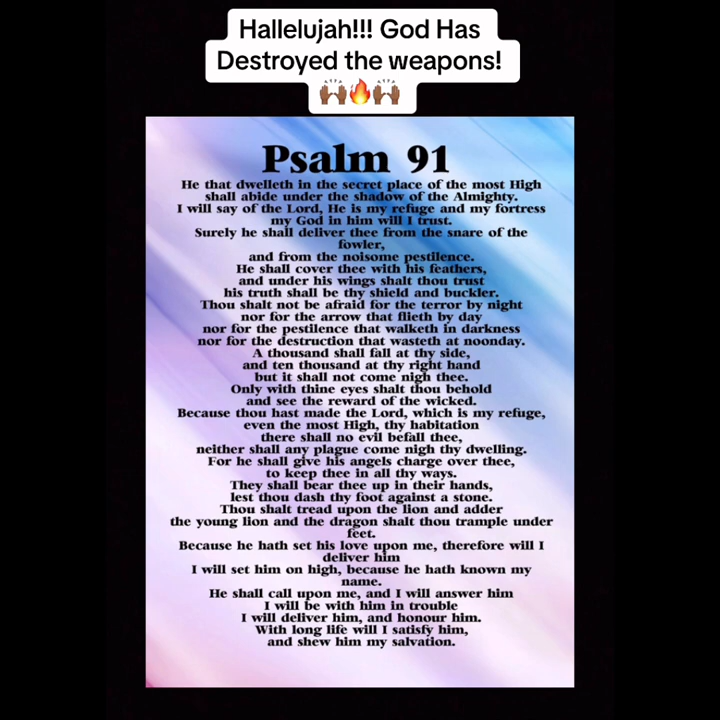 Hallelujah!!! God Has
Destroyed the weapons!
🙌🏾🔥🙌🏾
Psalm 91
He that dwelleth in the secret place of the most High
shall abide under the shadow of the Almighty.
I will say of the Lord, He is my refuge and my fortress
my God in him will I trust.
Surely he shall deliver thee from the snare of the
fowler,
and from the noisome pestilence.
He shall cover thee with his feathers,
and under his wings shalt thou trust
his truth shall be thy shield and buckler.
Thou shalt not be afraid for the terror by night
nor for the arrow that flieth by day
nor for the pestilence that walketh in darkness
nor for the destruction that wasteth at noonday.
A thousand shall fall at thy side,
and ten thousand at thy right hand
but it shall not come nigh thee.
Only with thine eyes shalt thou behold
and see the reward of the wicked.
Because thou hast made the Lord, which is my refuge,
even the most High, thy habitation
there shall no evil befall thee,
neither shall any plague come nigh thy dwelling.
For he shall give his angels charge over thee,
to keep thee in all thy ways.
They shall bear thee up in their hands,
lest thou dash thy foot against a stone.
Thou shalt tread upon the lion and adder
the young lion and the dragon shalt thou trample under
feet.
Because he hath set his love upon me, therefore will I
deliver him
I will set him on high, because he hath known my
name.
He shall call upon me, and I will answer him
I will be with him in trouble
I will deliver him, and honour him.
With long life will I satisfy him,
and shew him my salvation.